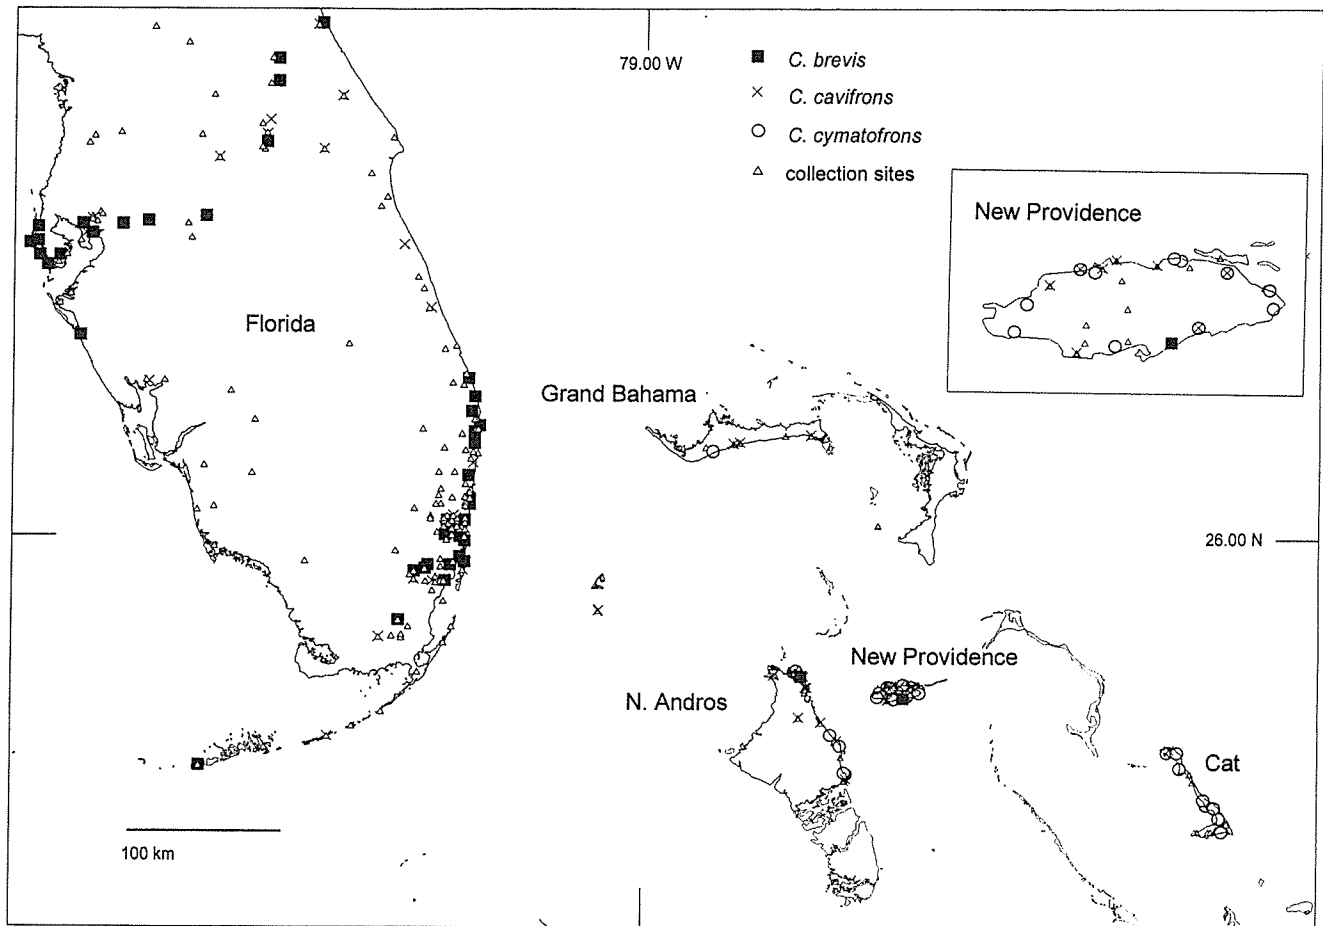 79.00 W
C. brevis
C. cavifrons
C. cymatofrons
collection sites
New Providence
Florida
Grand Bahama
26.00 N
New Providence
N. Andros
Cat
100 km